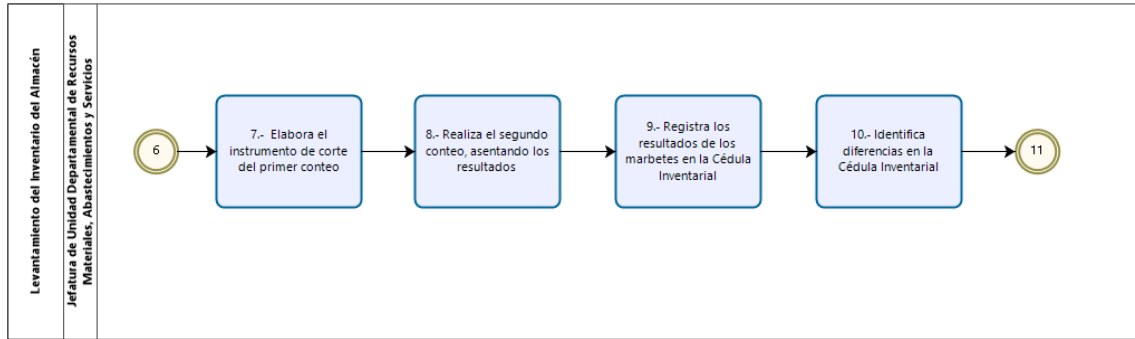 Levantamiento del Inventario del Almacén
Jefatura de Unidad Departamental de Recursos
Materiales, Abastecimientos y Servicios
6
7.- Elabora el
instrumento de corte
del primer conteo
8.- Realiza el segundo
conteo, asentando los
resultados
9.- Registra los
resultados de los
marbetes en la Cédula
Inventarial
10.- Identifica
diferencias en la
Cédula Inventarial
11